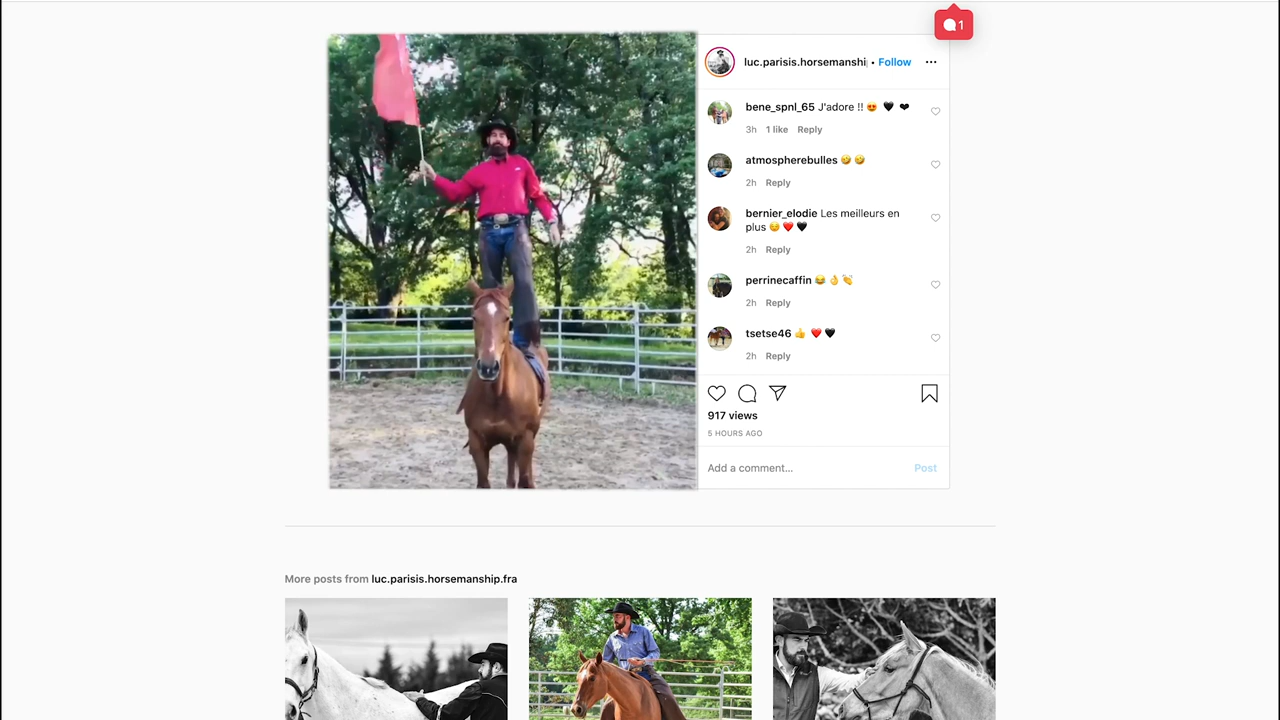 1
luc.parisis.horsemanshi • Follow
bene_spnl_65 J'adore !! 😍 🖤 ❤
3h 1 like Reply
atmospherebulles 🤣 🤣
2h Reply
bernier_elodie Les meilleurs en
plus 😏 ❤️ 🖤
2h Reply
perrinecaffin 😂 👌 👏
2h Reply
tsetse46 👍 ❤️ 🖤
2h Reply
917 views
5 HOURS AGO
Add a comment... Post
More posts from luc.parisis.horsemanship.fra